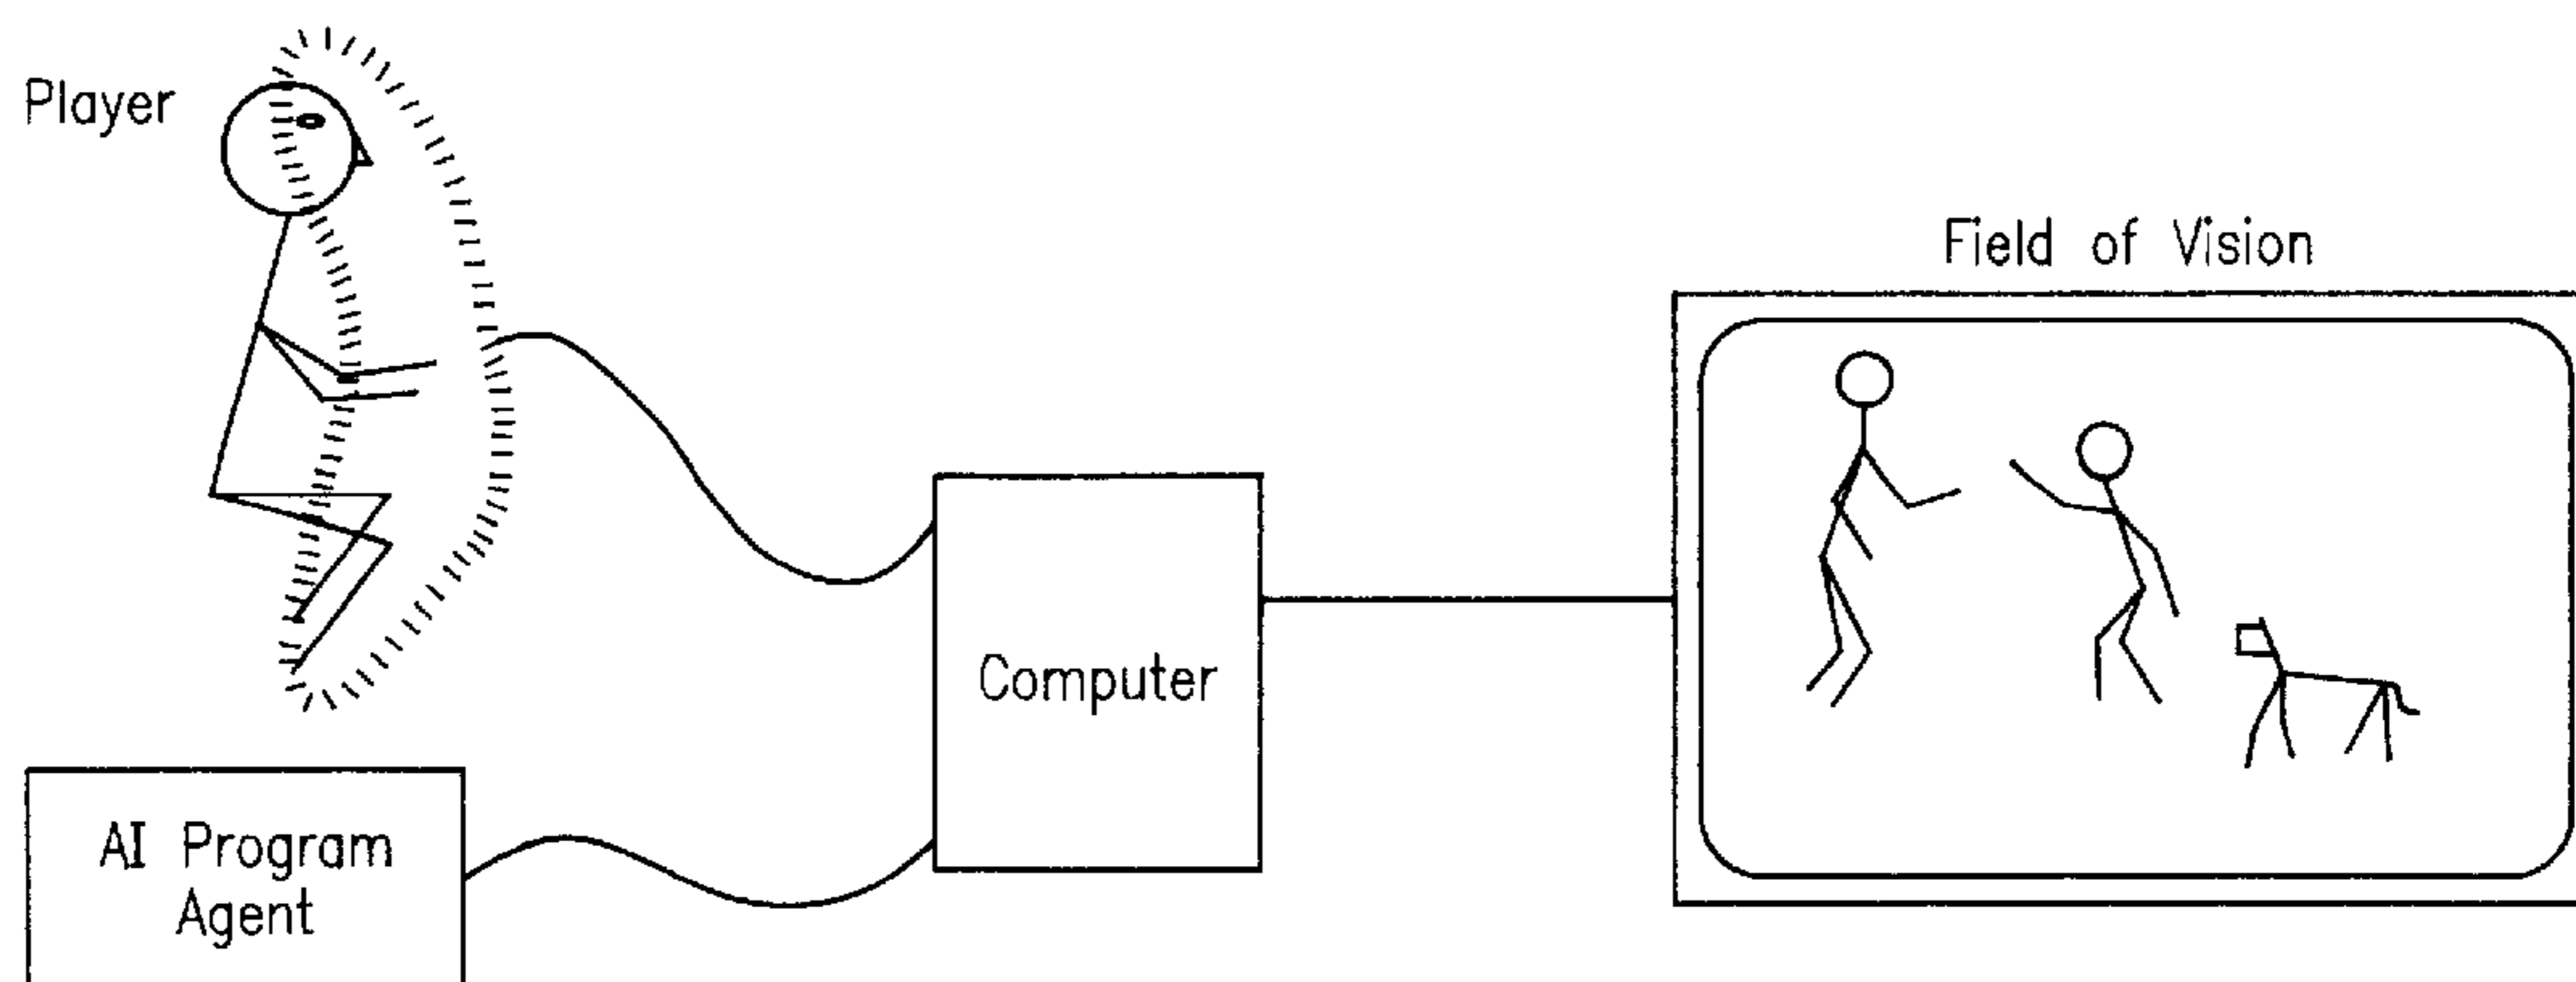 Player
Field of Vision
Computer
AI Program
Agent